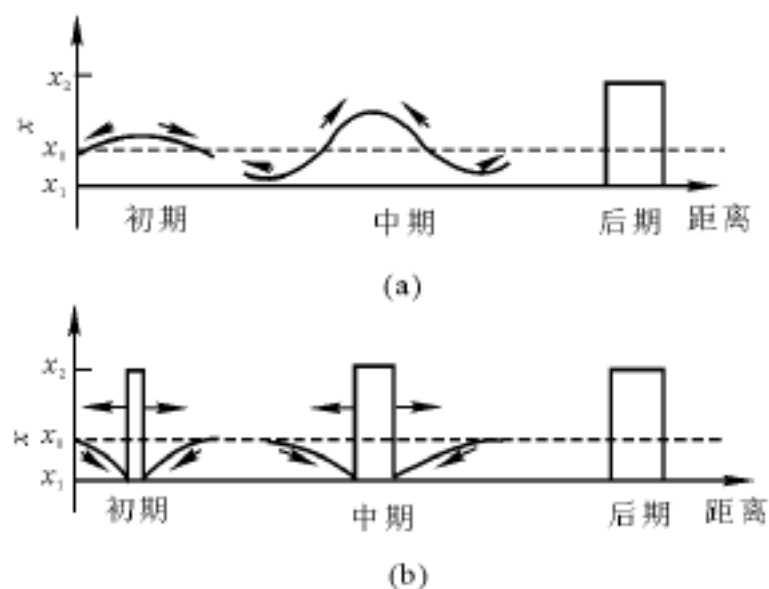 x₂
x
x₀
x₁
初期 中期 后期 距离
(a)
x₂
x
x₀
x₁
初期 中期 后期 距离
(b)